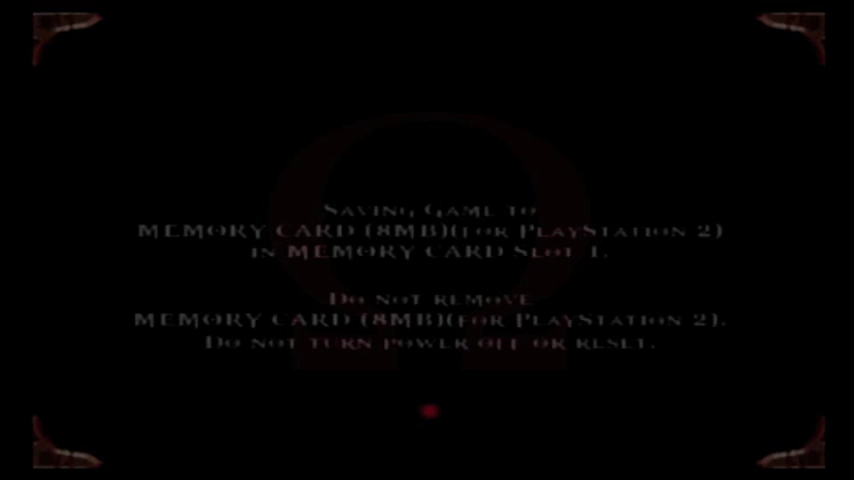 Saving Game to
MEMORY CARD (8MB)(for PlayStation 2)
in MEMORY CARD Slot 1.
Do not remove
MEMORY CARD (8MB)(for PlayStation 2).
Do not turn power off or reset.